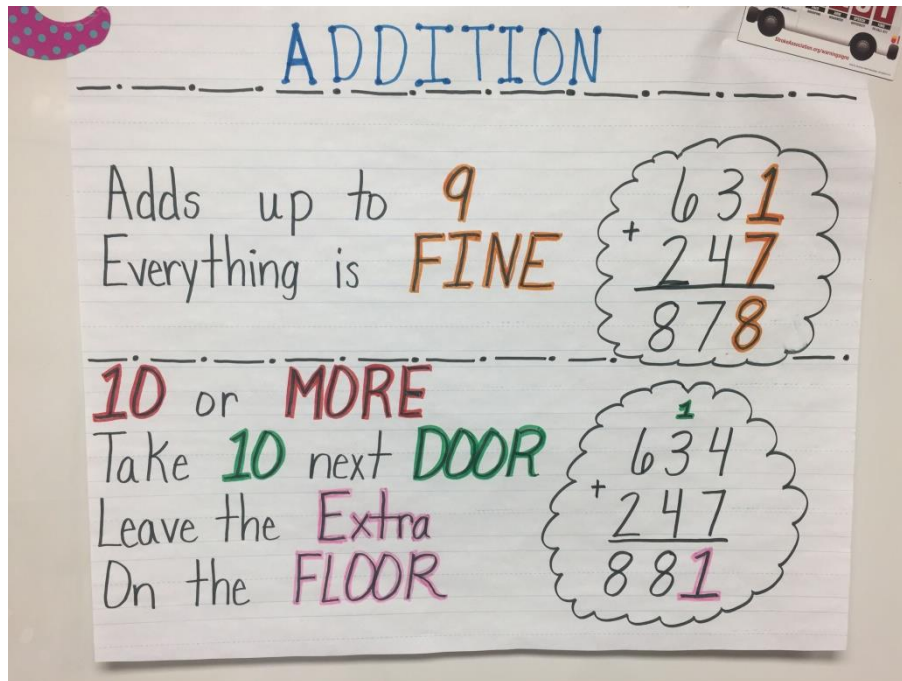 ADDITION
Adds up to 9
Everything is FINE
631
+ 247
878
10 or MORE
Take 10 next DOOR
Leave the Extra
On the FLOOR
1
634
+ 247
881